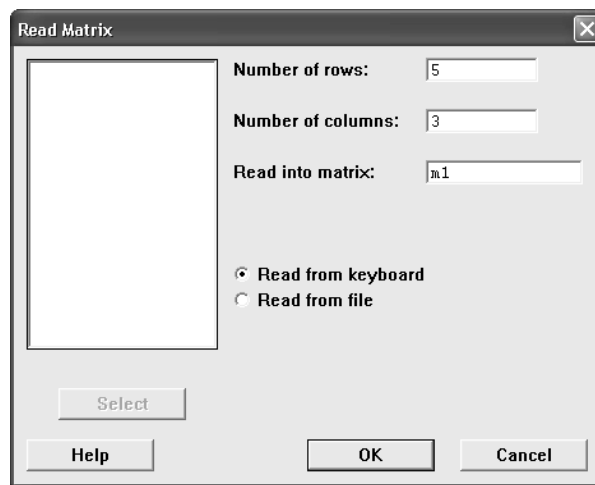 Read Matrix
Number of rows: 5
Number of columns: 3
Read into matrix: m1
Read from keyboard
Read from file
Select
Help OK Cancel